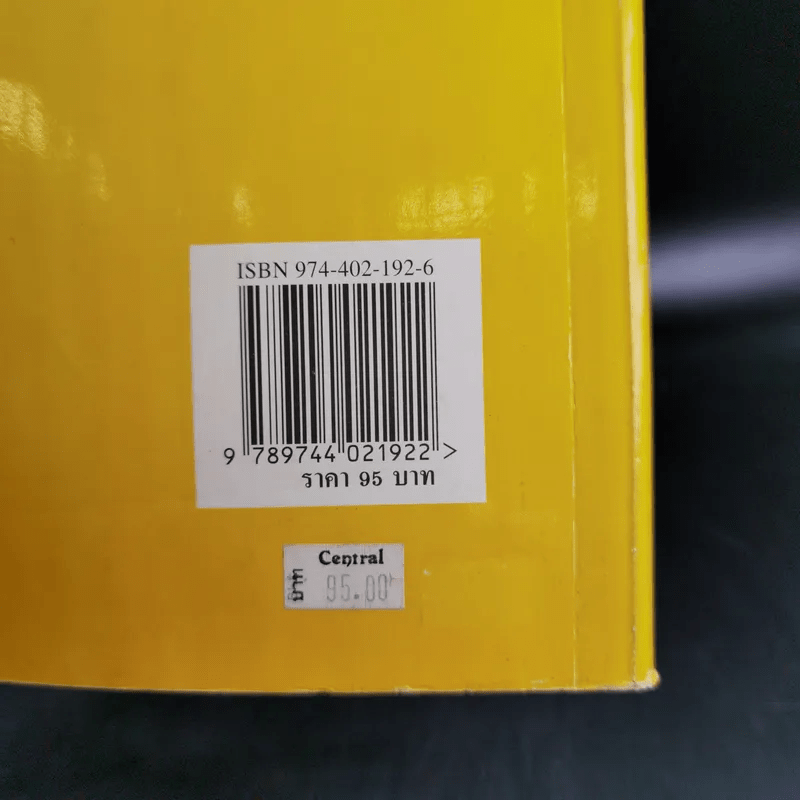 ISBN 974-402-192-6
9 789744 021922 >
ราคา 95 บาท
Central
บาท 95.00